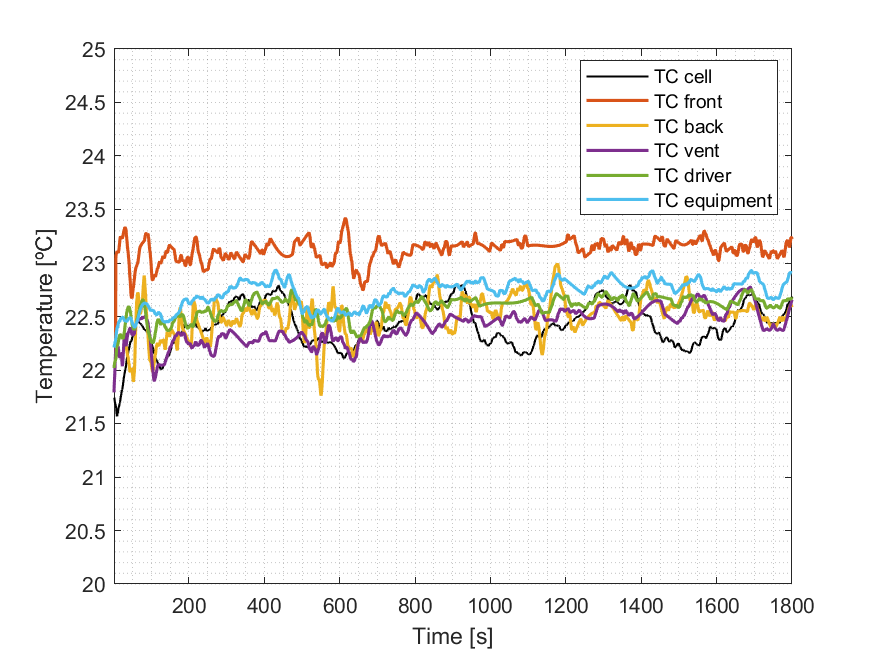 25
24.5
24
23.5
23
22.5
22
21.5
21
20.5
20
Temperature [ºC]
TC cell
TC front
TC back
TC vent
TC driver
TC equipment
200 400 600 800 1000 1200 1400 1600 1800
Time [s]